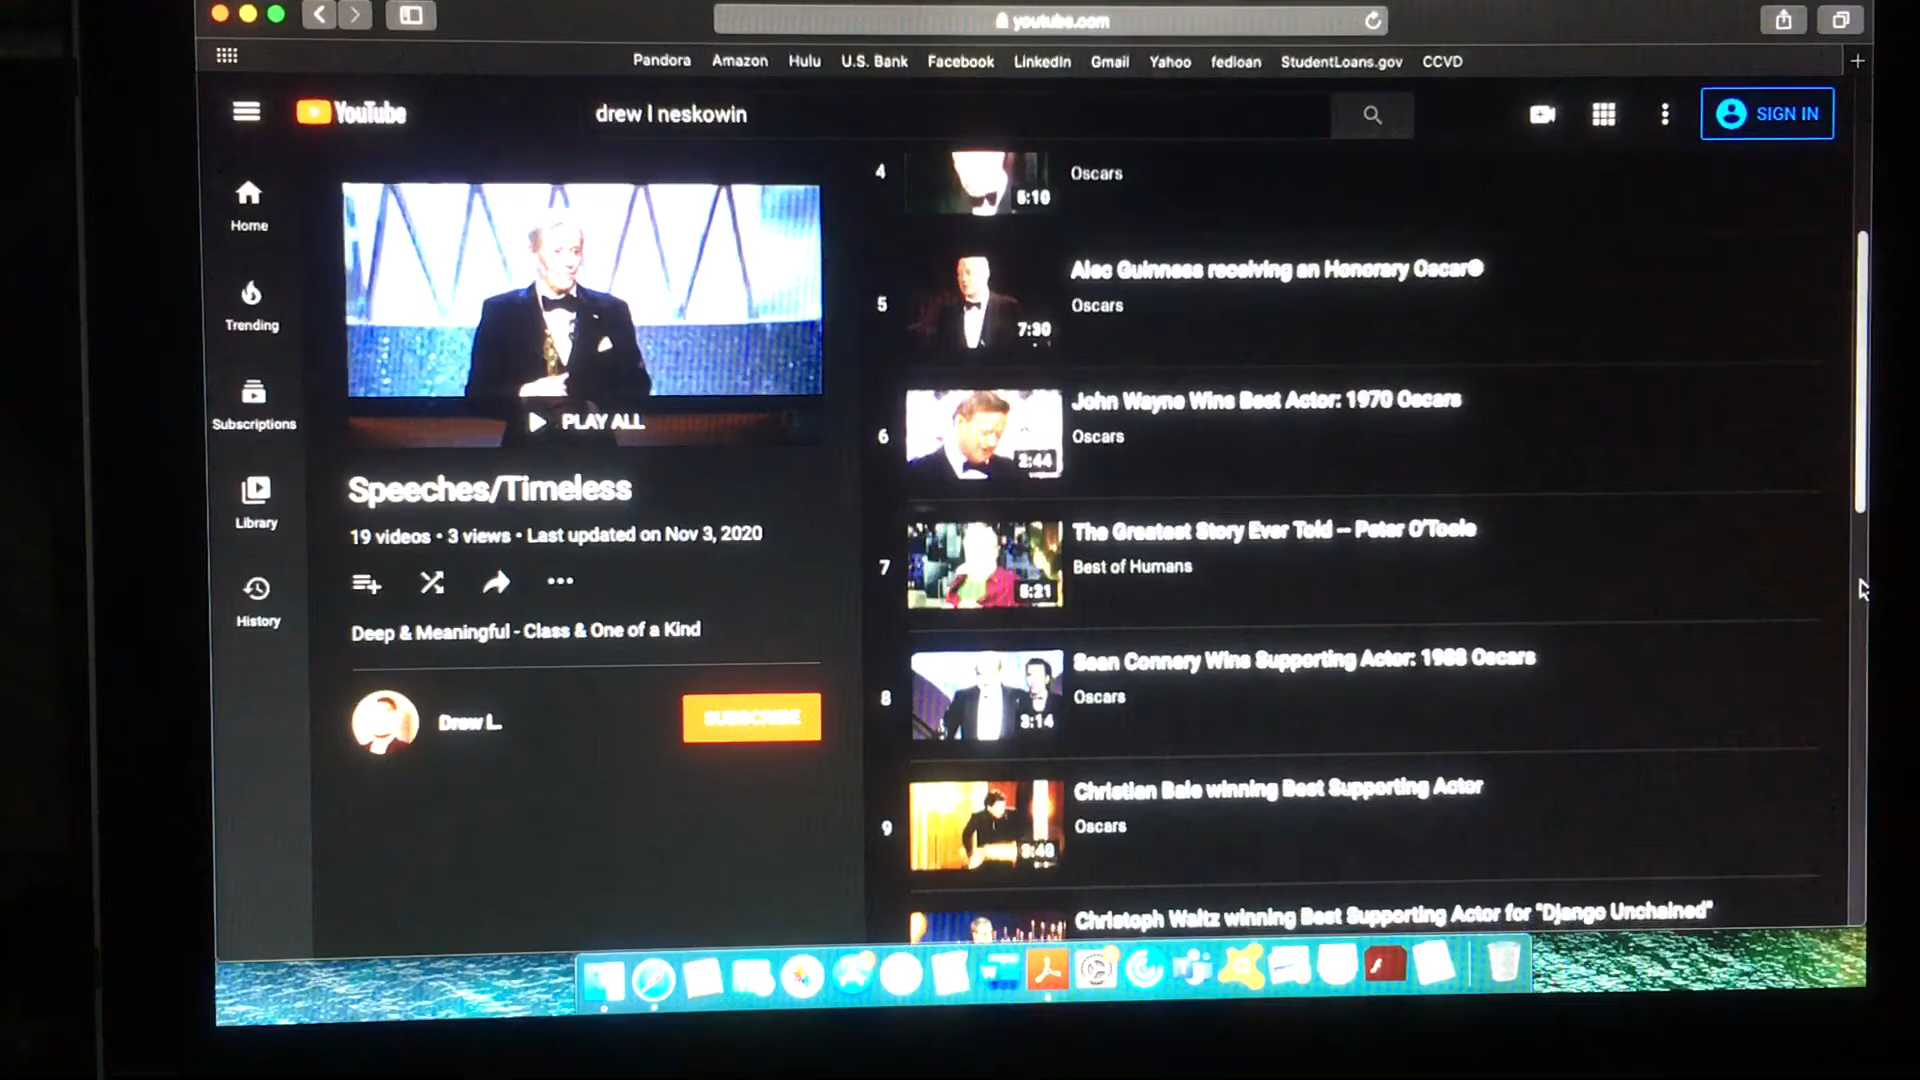 youtube.com
Pandora Amazon Hulu U.S. Bank Facebook LinkedIn Gmail Yahoo fedloan StudentLoans.gov CCVD
YouTube
drew l neskowin
SIGN IN
Home
Trending
Subscriptions
Library
History
PLAY ALL
Speeches/Timeless
19 videos • 3 views • Last updated on Nov 3, 2020
Deep & Meaningful - Class & One of a Kind
Drew L.
SUBSCRIBE
4
5:10
Oscars
5
7:30
Alec Guinness receiving an Honorary Oscar®
Oscars
6
2:44
John Wayne Wins Best Actor: 1970 Oscars
Oscars
7
5:21
The Greatest Story Ever Told – Peter O'Toole
Best of Humans
8
3:14
Sean Connery Wins Supporting Actor: 1988 Oscars
Oscars
9
3:49
Christian Bale winning Best Supporting Actor
Oscars
Christoph Waltz winning Best Supporting Actor for "Django Unchained"